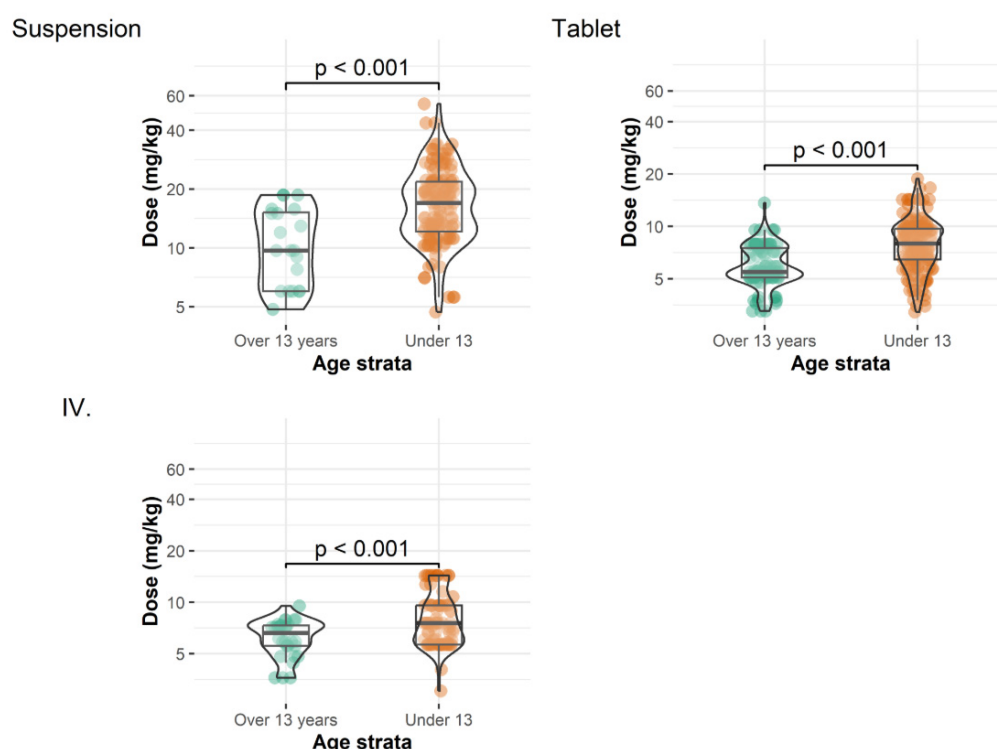 Suspension
p < 0.001
60
40
20
10
5
Dose (mg/kg)
Over 13 years Under 13
Age strata
Tablet
p < 0.001
60
40
20
10
5
Dose (mg/kg)
Over 13 years Under 13
Age strata
IV.
p < 0.001
60
40
20
10
5
Dose (mg/kg)
Over 13 years Under 13
Age strata